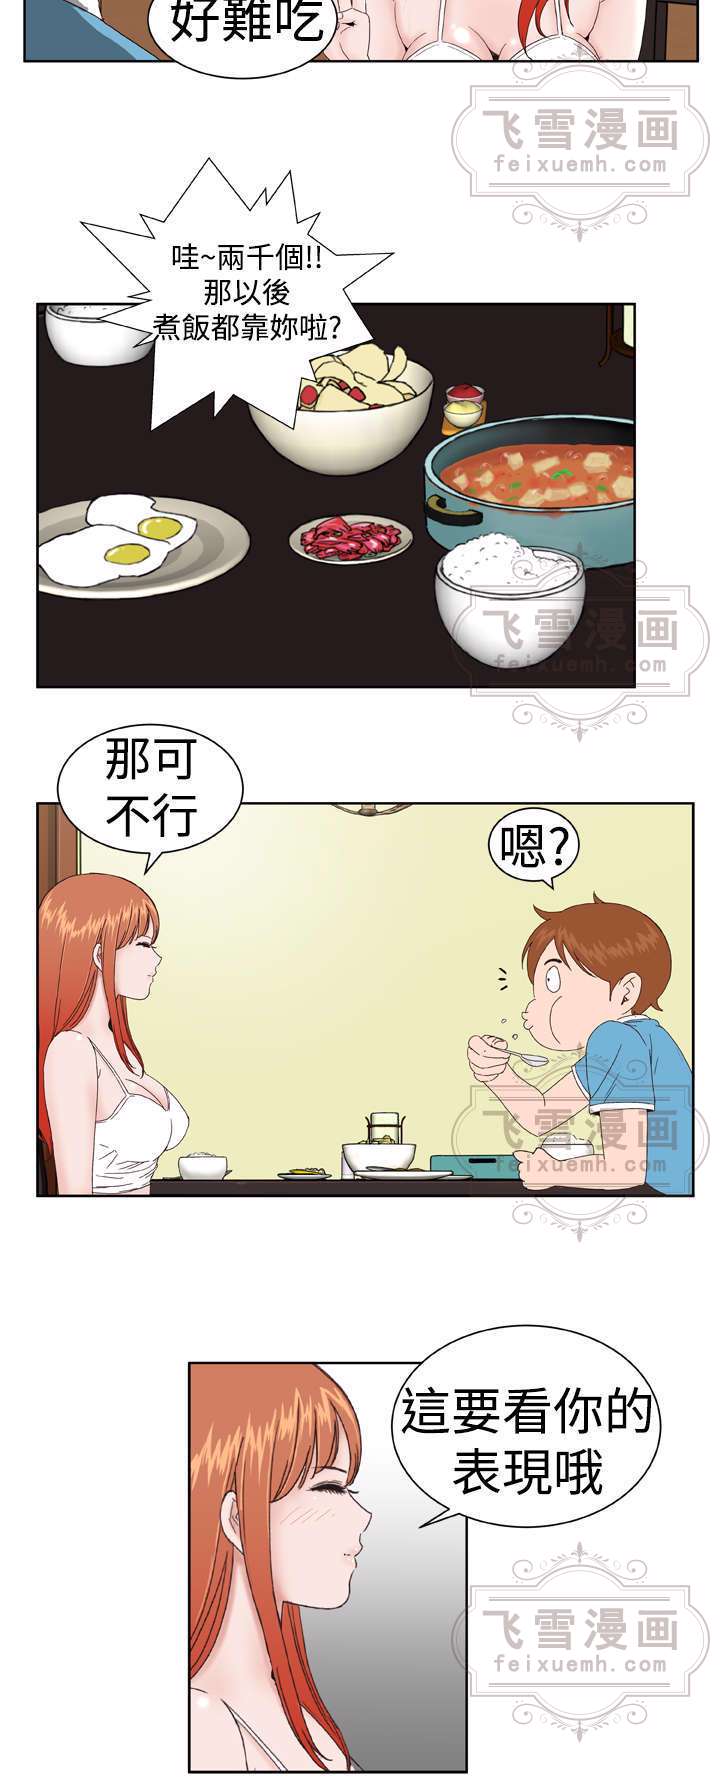 好難吃
飞雪漫画
feixuemh.com
哇~兩千個!!
那以後
煮飯都靠妳啦?
飞雪漫画
feixuemh.com
那可
不行
嗯?
飞雪漫画
feixuemh.com
這要看你的
表現哦
飞雪漫画
feixuemh.com